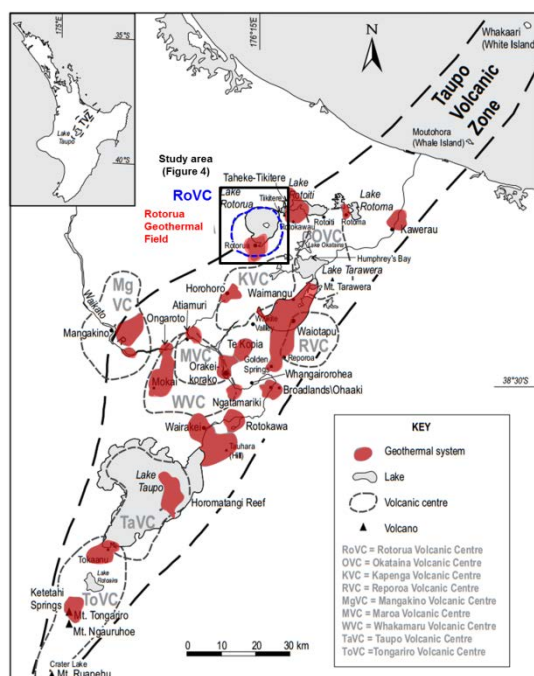 175°E
35°S
TVZ
Lake
Taupo
40°S
176°15'E
N
Whakaari
(White Island)
Taupo
Volcanic
Zone
Moutohora
(Whale Island)
Study area
(Figure 4)
RoVC
Rotorua
Geothermal
Field
Taheke-Tikitere
Lake
Rotorua
Tikitere
Lake
Rotoiti
Lake
Rotoma
Rotokawau
Rotoiti
Rotoma
Rotorua
OVC
Lake Okataina
Kawerau
Humphrey's Bay
Lake Tarawera
Mt. Tarawera
KVC
Horohoro
Waimangu
Mg
VC
Waikato
R.
Atiamuri
Ongaroto
Mangakino
Valley
Waiotapu
RVC
MVC
Te Kopia
Orakei-
korako
Golden
Springs
Reporoa
Whangairorohea
38°30'S
Mokai
WVC
Ngatamariki
Broadlands\Ohaaki
Wairakei
Rotokawa
Tauhara
(Hill)
Lake
Taupo
Horomatangi Reef
TaVC
Tokaanu
Lake
Rotoaira
Ketetahi
Springs
ToVC
Mt. Tongariro
Mt. Ngauruhoe
Crater Lake
Mt. Ruapehu
0 10 20 30 km
KEY
Geothermal system
Lake
Volcanic centre
Volcano
RoVC = Rotorua Volcanic Centre
OVC = Okataina Volcanic Centre
KVC = Kapenga Volcanic Centre
RVC = Reporoa Volcanic Centre
MgVC = Mangakino Volcanic Centre
MVC = Maroa Volcanic Centre
WVC = Whakamaru Volcanic Centre
TaVC = Taupo Volcanic Centre
ToVC =Tongariro Volcanic Centre